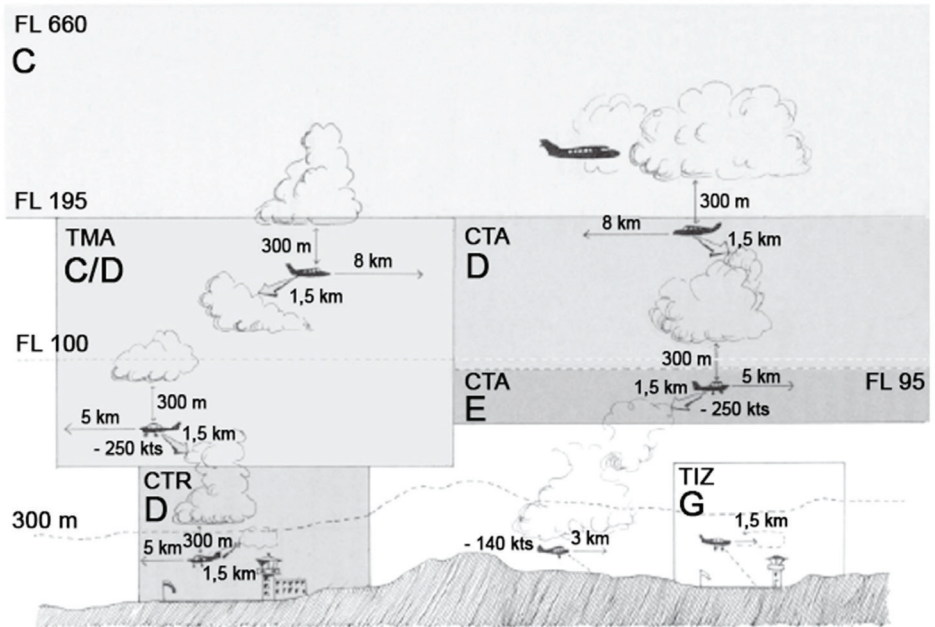 FL 660
C
FL 195
300 m
TMA
C/D
300 m
8 km
1,5 km
8 km
1,5 km
CTA
D
FL 100
300 m
CTA
E
1,5 km
5 km
FL 95
- 250 kts
300 m
5 km
1,5 km
- 250 kts
CTR
D
TIZ
G
300 m
5 km
300 m
1,5 km
- 140 kts
3 km
1,5 km